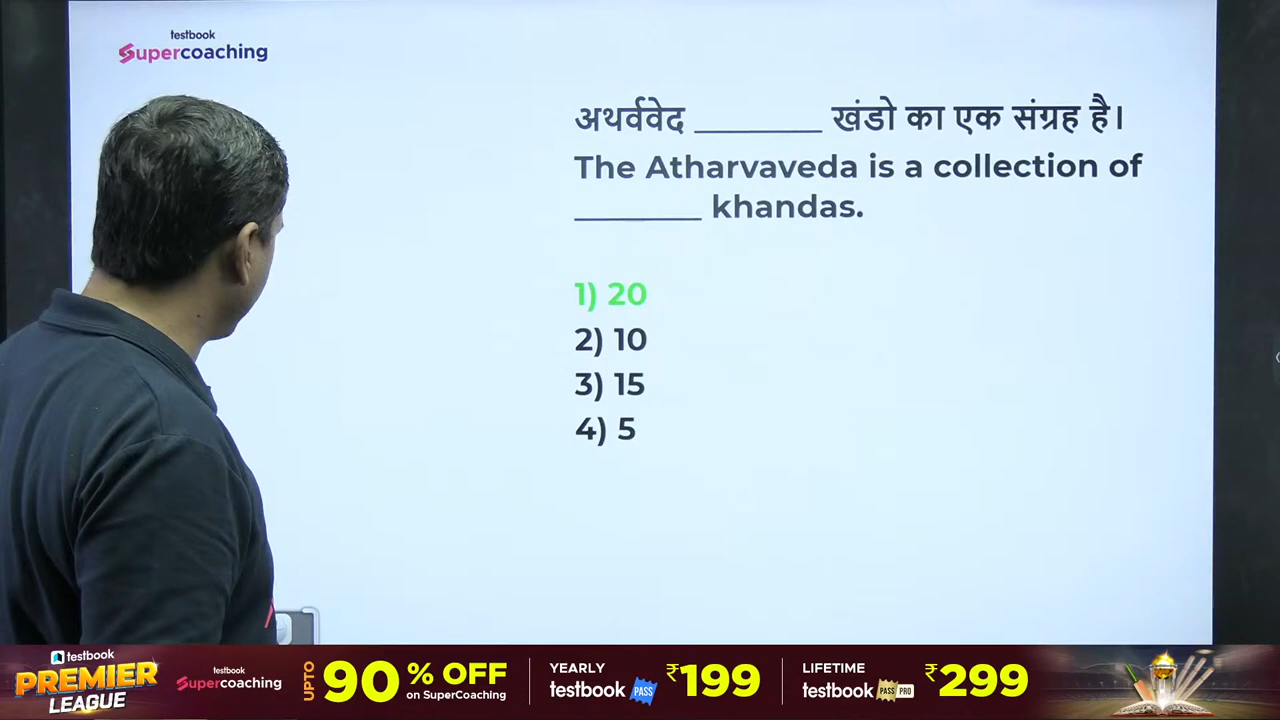 testbook
Supercoaching
अथर्ववेद _______ खंडो का एक संग्रह है।
The Atharvaveda is a collection of
_______ khandas.
1) 20
2) 10
3) 15
4) 5
testbook
PREMIER
LEAGUE
testbook
Supercoaching
UPTO 90 % OFF
on SuperCoaching
YEARLY
testbook PASS
₹199
LIFETIME
testbook PASS PRO
₹299